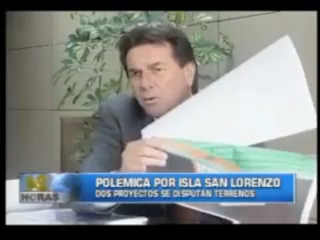 POLEMICA POR ISLA SAN LORENZO
DOS PROYECTOS SE DISPUTAN TERRENOS
HORAS